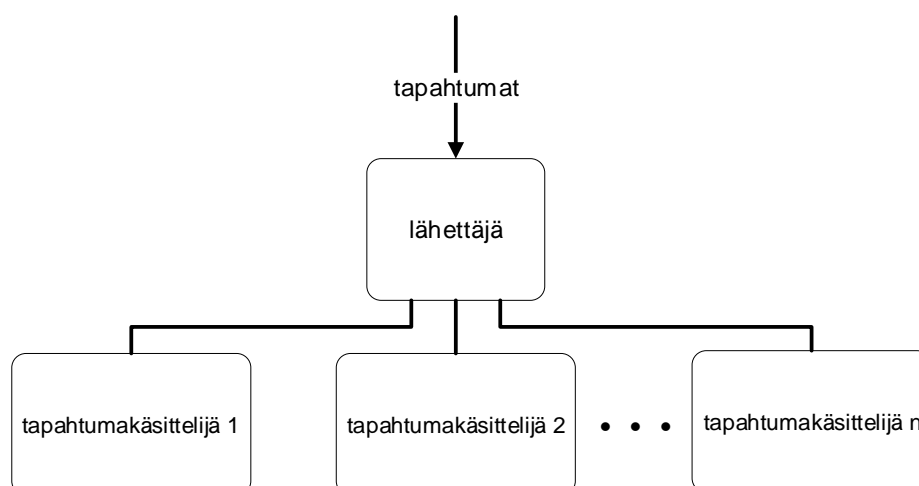 tapahtumat
lähettäjä
tapahtumakäsittelijä 1
tapahtumakäsittelijä 2
tapahtumakäsittelijä n